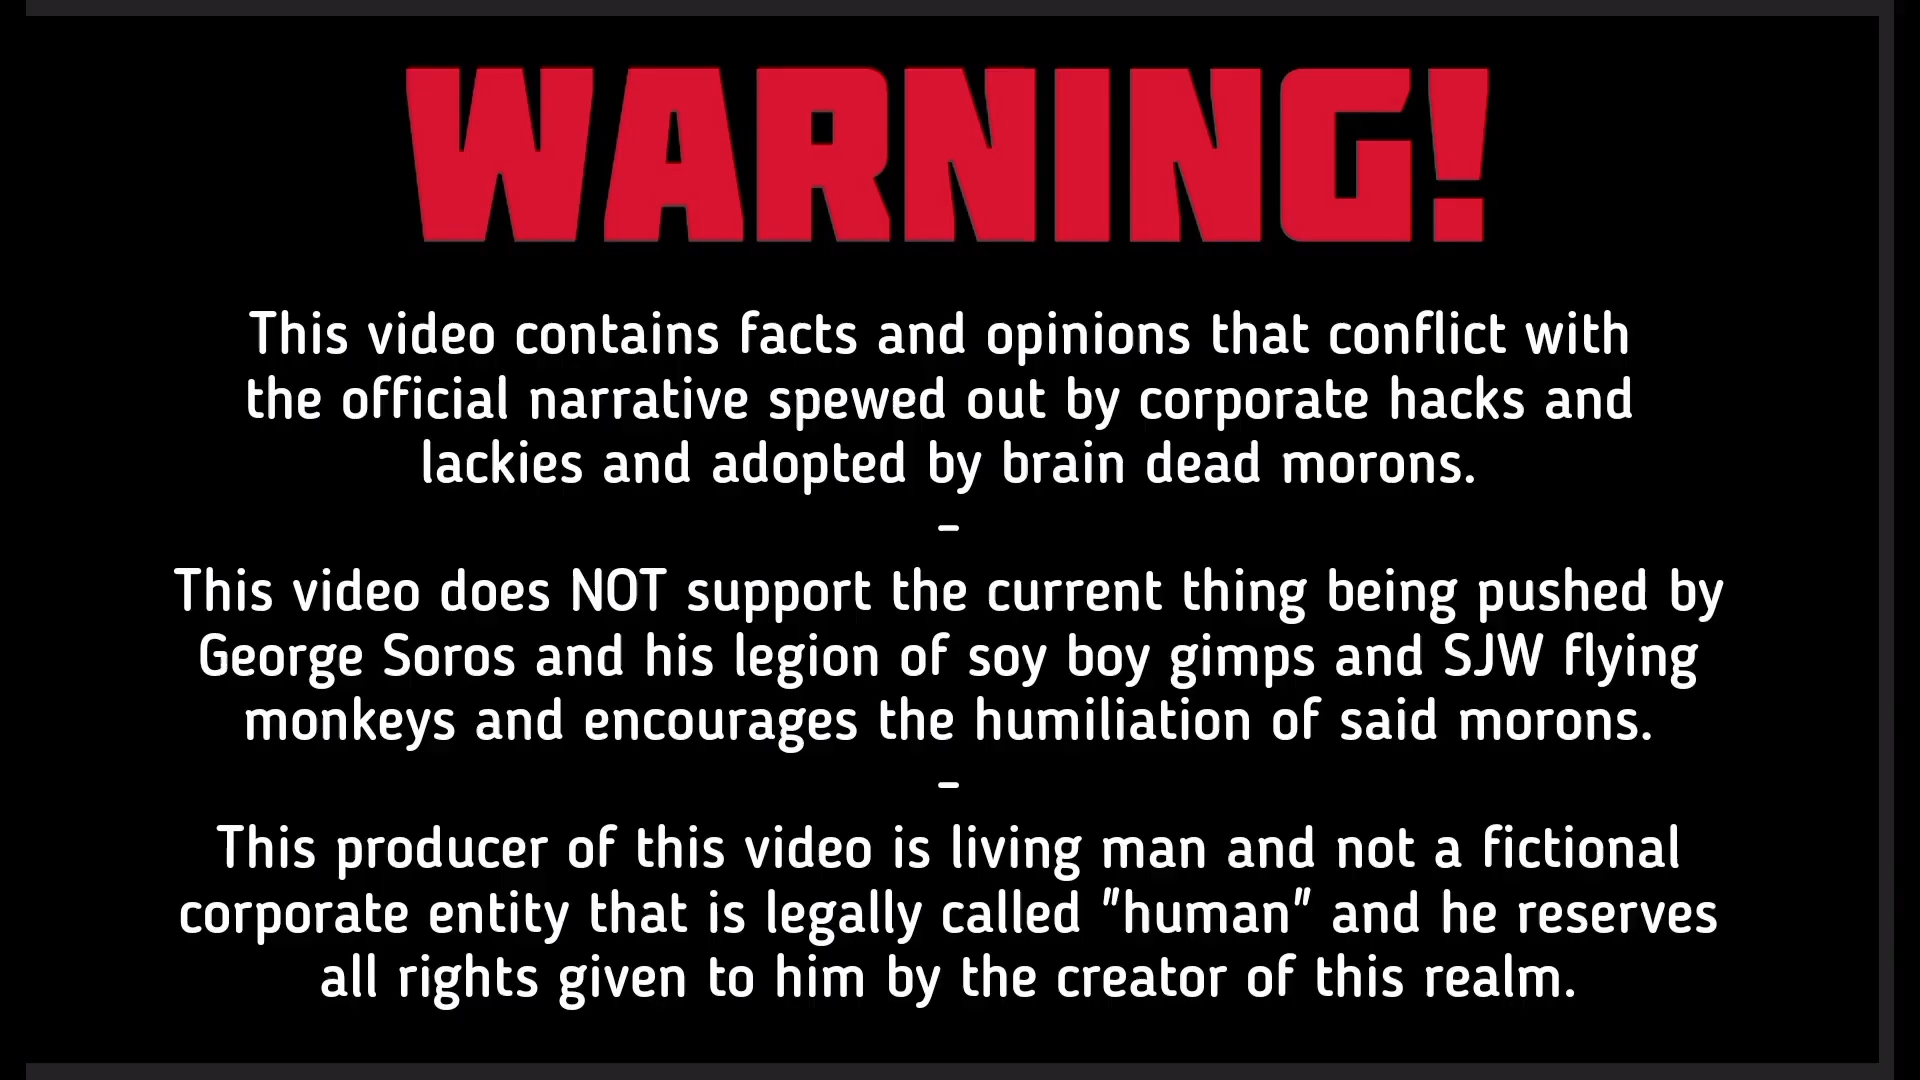 WARNING!
This video contains facts and opinions that conflict with
the official narrative spewed out by corporate hacks and
lackies and adopted by brain dead morons.
-
This video does NOT support the current thing being pushed by
George Soros and his legion of soy boy gimps and SJW flying
monkeys and encourages the humiliation of said morons.
-
This producer of this video is living man and not a fictional
corporate entity that is legally called "human" and he reserves
all rights given to him by the creator of this realm.